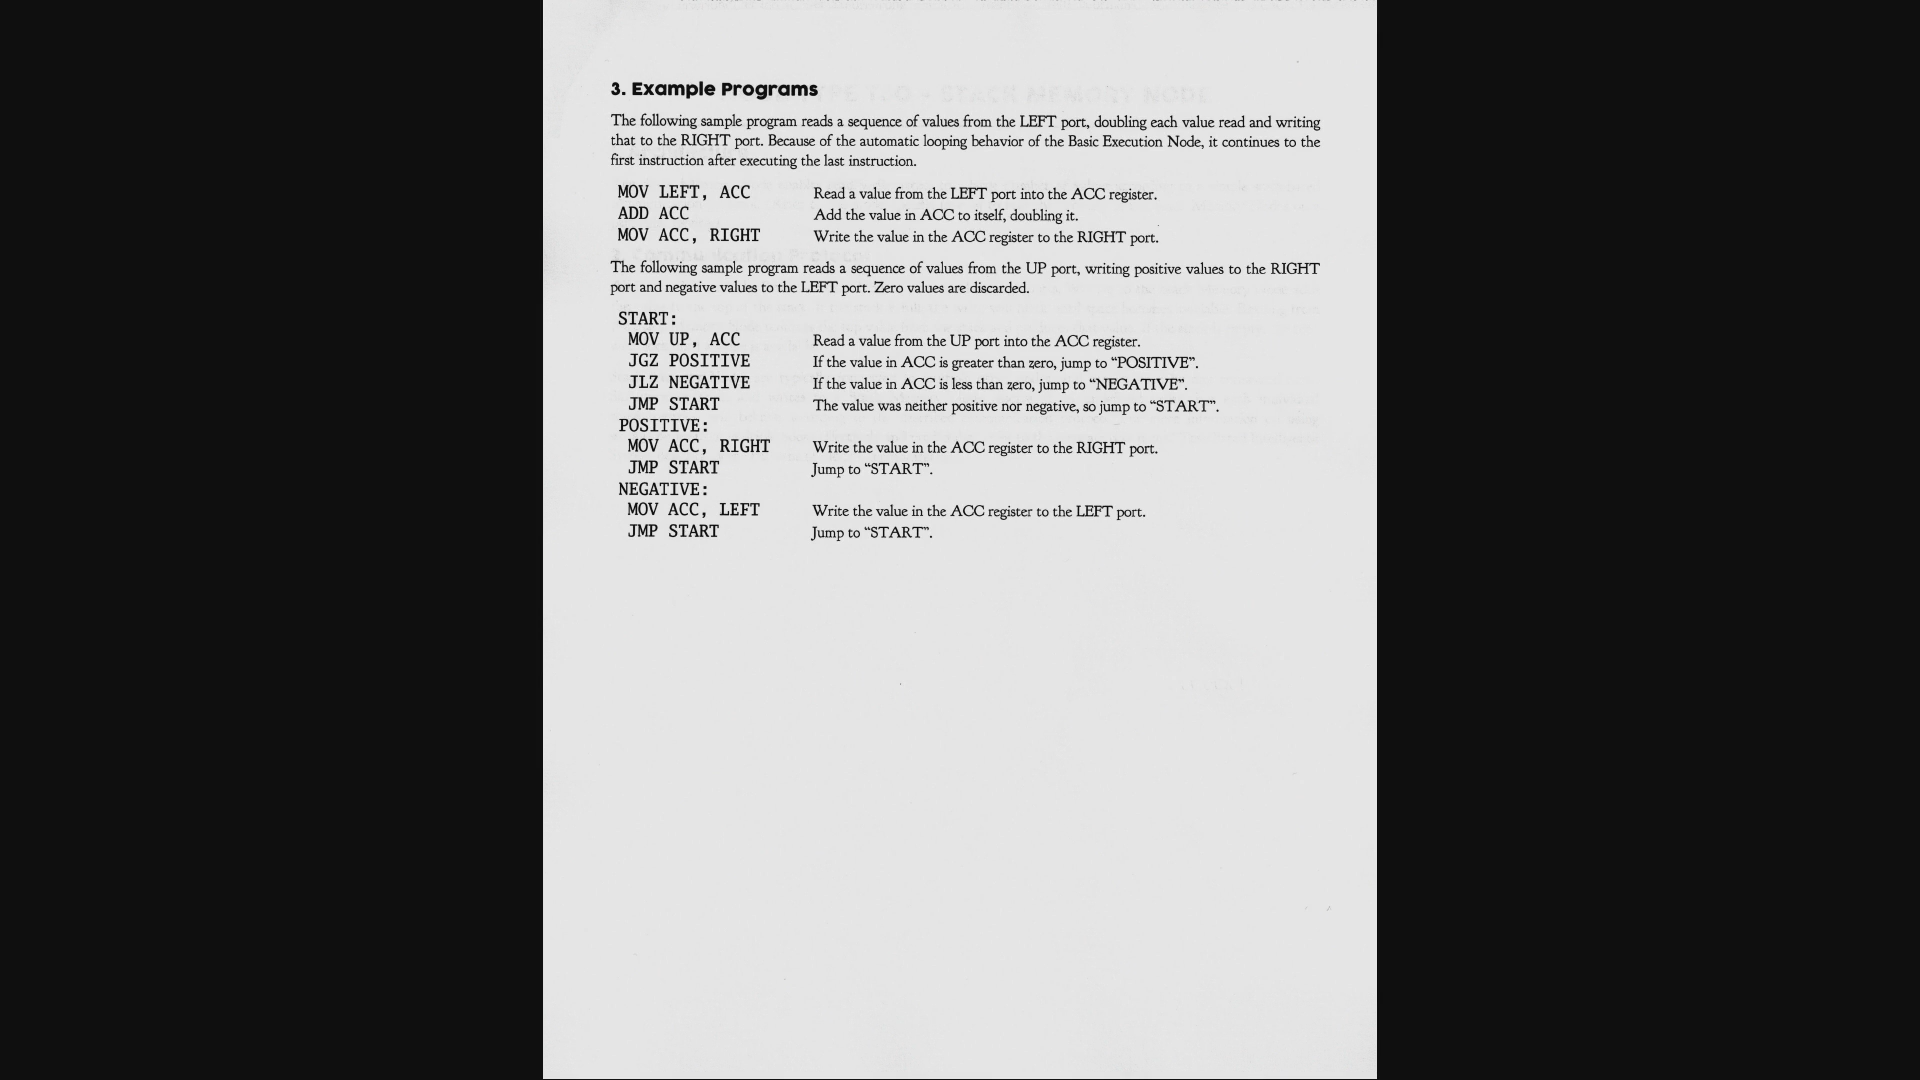 3. Example Programs
The following sample program reads a sequence of values from the LEFT port, doubling each value read and writing
that to the RIGHT port. Because of the automatic looping behavior of the Basic Execution Node, it continues to the
first instruction after executing the last instruction.
MOV LEFT, ACC Read a value from the LEFT port into the ACC register.
ADD ACC Add the value in ACC to itself, doubling it.
MOV ACC, RIGHT Write the value in the ACC register to the RIGHT port.
The following sample program reads a sequence of values from the UP port, writing positive values to the RIGHT
port and negative values to the LEFT port. Zero values are discarded.
START:
MOV UP, ACC Read a value from the UP port into the ACC register.
JGZ POSITIVE If the value in ACC is greater than zero, jump to “POSITIVE”.
JLZ NEGATIVE If the value in ACC is less than zero, jump to “NEGATIVE”.
JMP START The value was neither positive nor negative, so jump to “START”.
POSITIVE:
MOV ACC, RIGHT Write the value in the ACC register to the RIGHT port.
JMP START Jump to “START”.
NEGATIVE:
MOV ACC, LEFT Write the value in the ACC register to the LEFT port.
JMP START Jump to “START”.